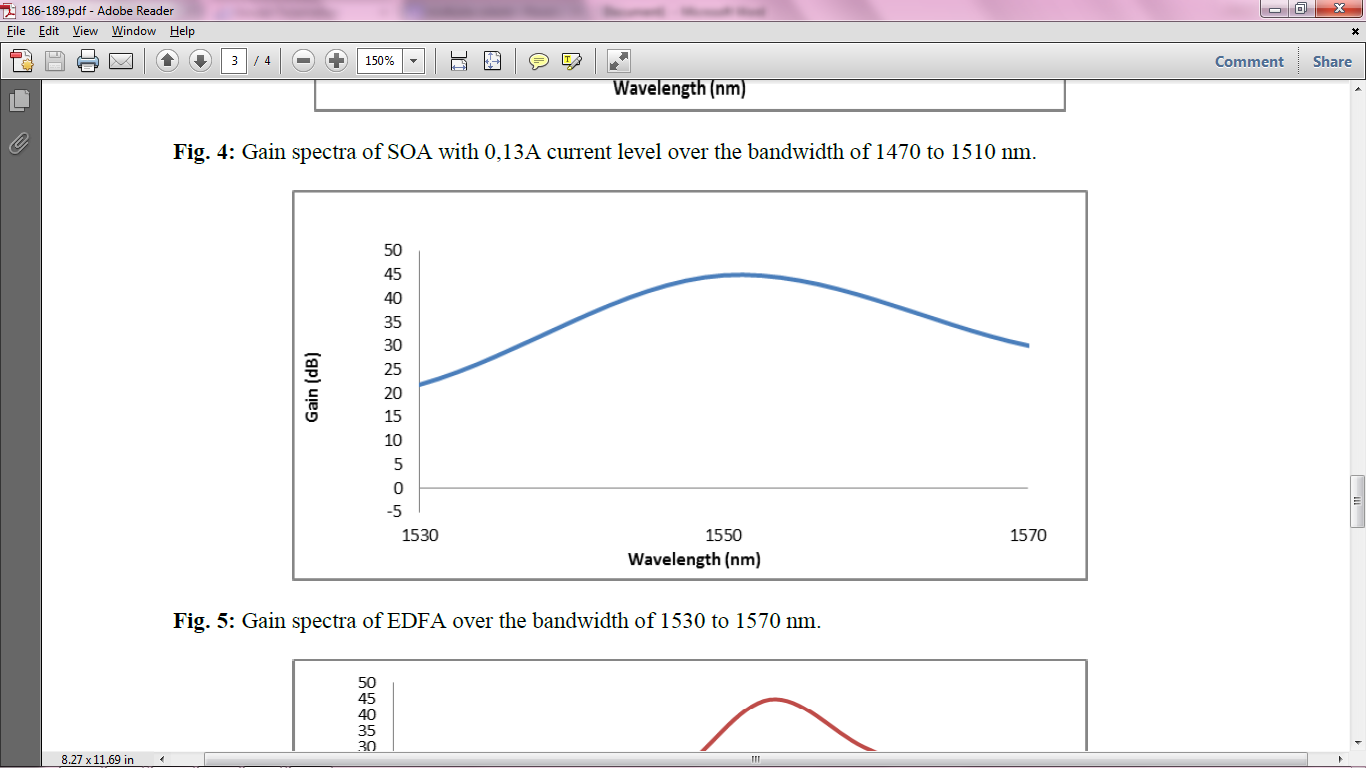 186-189.pdf - Adobe Reader
File Edit View Window Help
3 / 4 150% Comment Share
Wavelength (nm)
Fig. 4: Gain spectra of SOA with 0,13A current level over the bandwidth of 1470 to 1510 nm.
50
45
40
35
30
25
20
15
10
5
0
-5
Gain (dB)
1530 1550 1570
Wavelength (nm)
Fig. 5: Gain spectra of EDFA over the bandwidth of 1530 to 1570 nm.
50
45
40
35
30
8.27 x 11.69 in